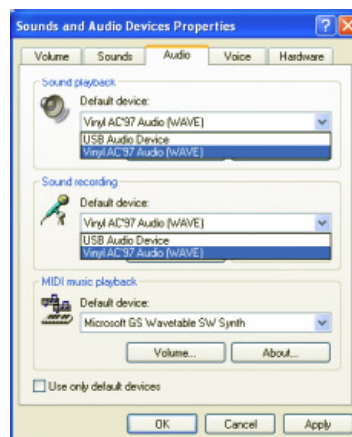 Sounds and Audio Devices Properties
Volume Sounds Audio Voice Hardware
Sound playback
Default device:
Vinyl AC'97 Audio (WAVE)
USB Audio Device
Vinyl AC'97 Audio (WAVE)
Sound recording
Default device:
Vinyl AC'97 Audio (WAVE)
USB Audio Device
Vinyl AC'97 Audio (WAVE)
MIDI music playback
Default device:
Microsoft GS Wavetable SW Synth
Volume... About...
Use only default devices
OK Cancel Apply